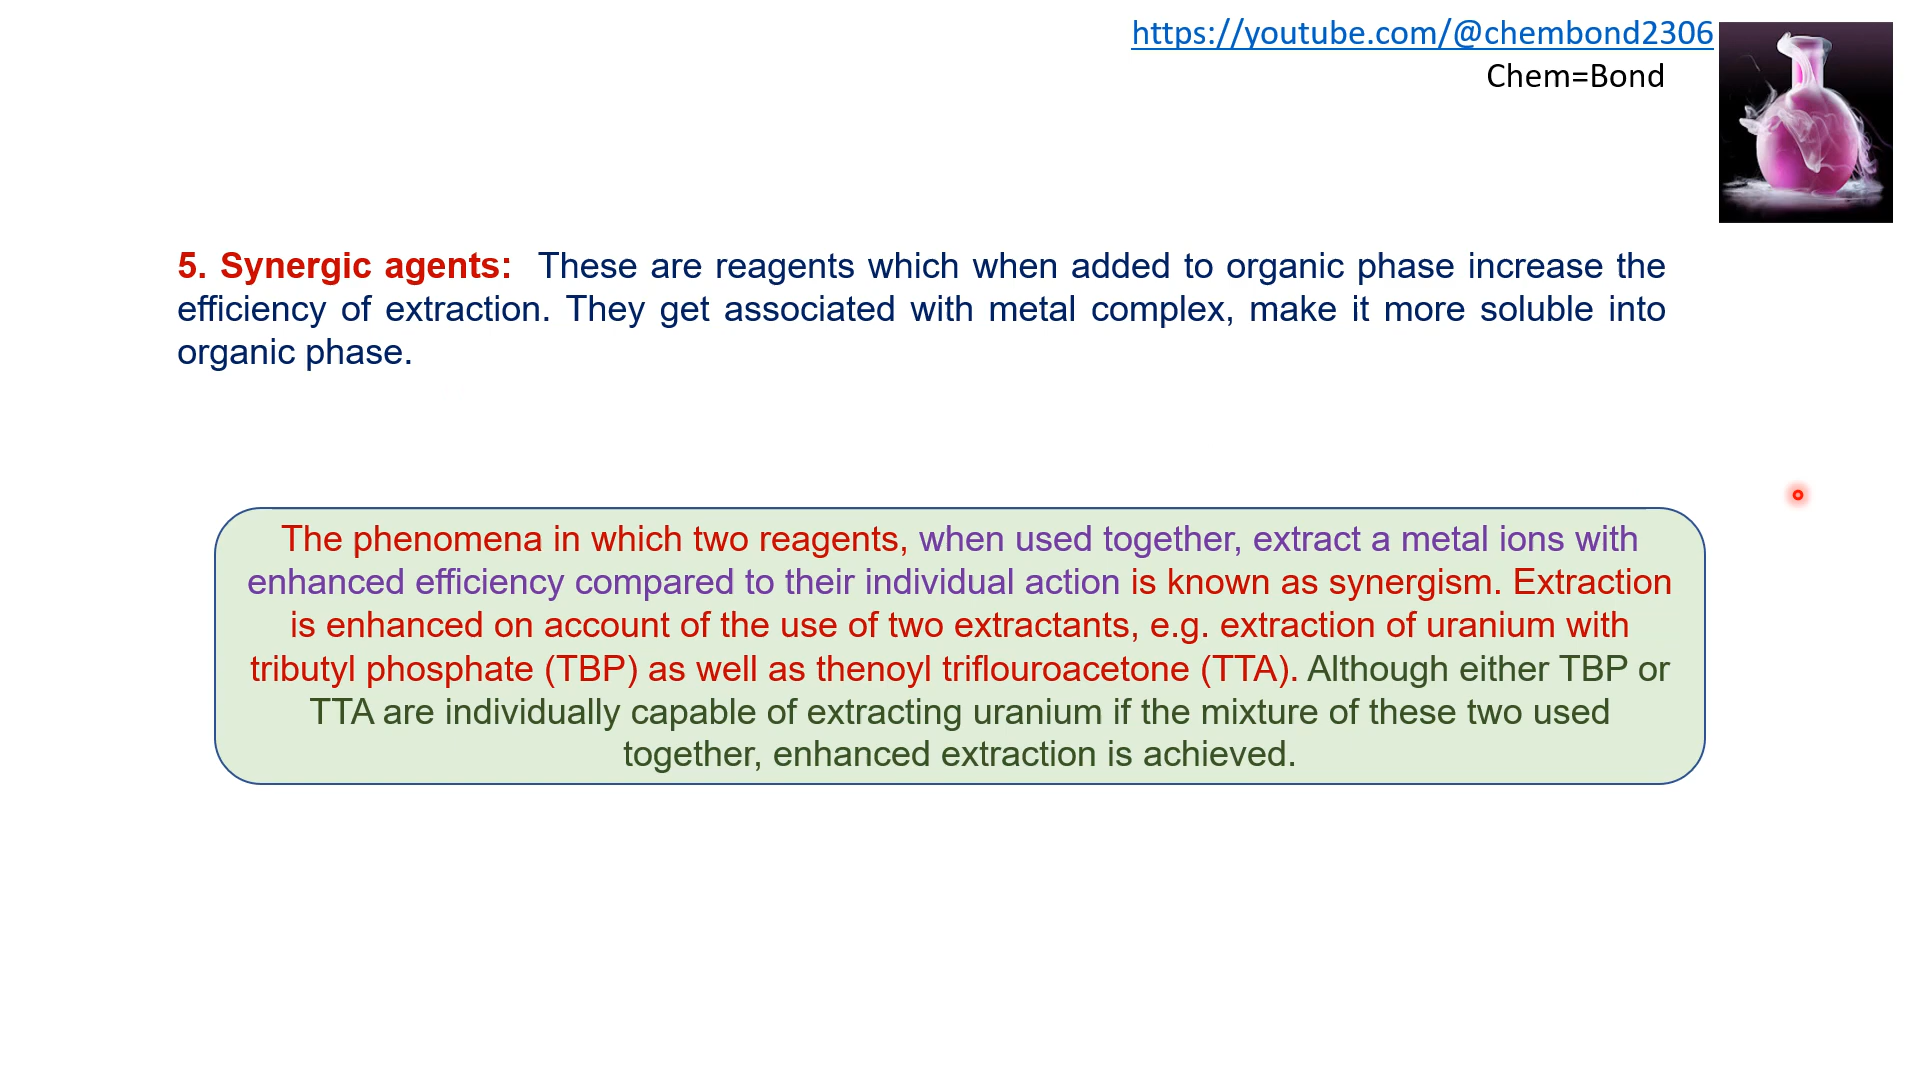 https://youtube.com/@chembond2306
Chem=Bond
5. Synergic agents: These are reagents which when added to organic phase increase the
efficiency of extraction. They get associated with metal complex, make it more soluble into
organic phase.
The phenomena in which two reagents, when used together, extract a metal ions with
enhanced efficiency compared to their individual action is known as synergism. Extraction
is enhanced on account of the use of two extractants, e.g. extraction of uranium with
tributyl phosphate (TBP) as well as thenoyl triflouroacetone (TTA). Although either TBP or
TTA are individually capable of extracting uranium if the mixture of these two used
together, enhanced extraction is achieved.